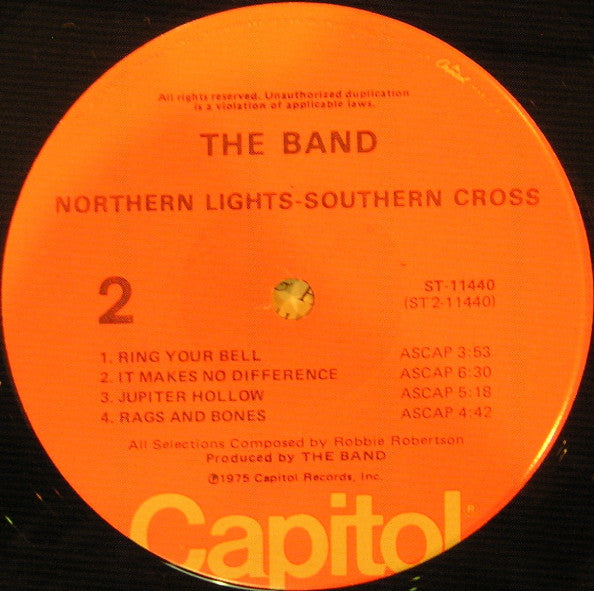 Capitol
All rights reserved. Unauthorized duplication
is a violation of applicable laws.
THE BAND
NORTHERN LIGHTS-SOUTHERN CROSS
2
ST-11440
(ST2-11440)
1. RING YOUR BELL ASCAP 3:53
2. IT MAKES NO DIFFERENCE ASCAP 6:30
3. JUPITER HOLLOW ASCAP 5:18
4. RAGS AND BONES ASCAP 4:42
All Selections Composed by Robbie Robertson
Produced by THE BAND
℗1975 Capitol Records, Inc.
Capitol®